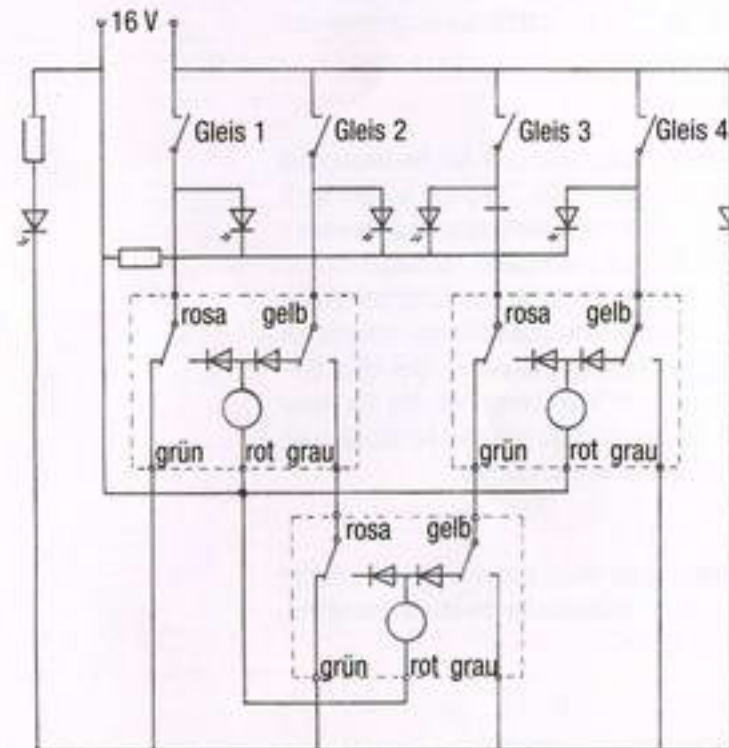 16 V
Gleis 1 Gleis 2 Gleis 3 Gleis 4
rosa gelb rosa gelb
grün rot grau grün rot grau
rosa gelb
grün rot grau